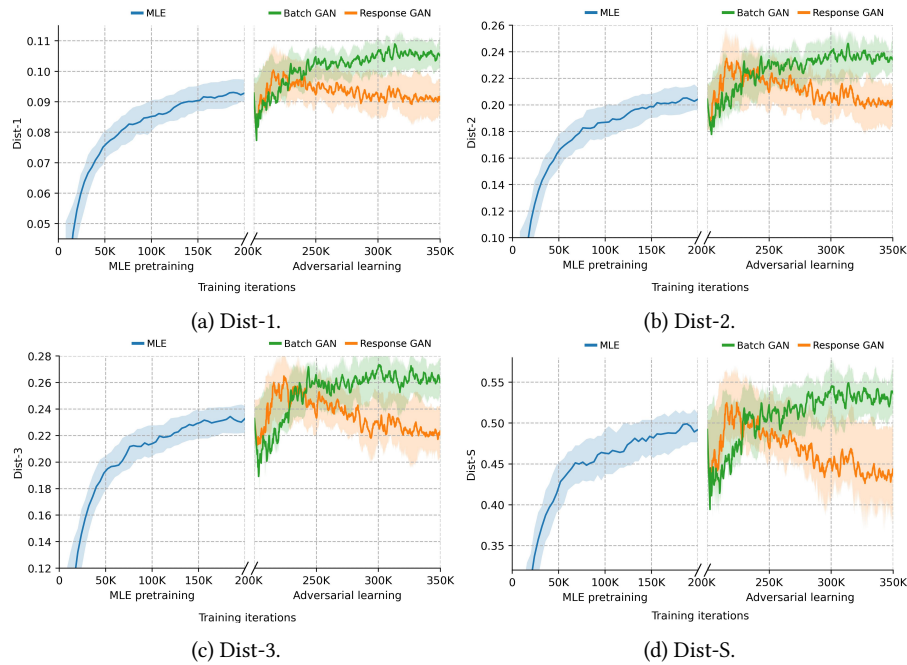 MLE Batch GAN Response GAN
0.11
0.10
0.09
0.08
0.07
0.06
0.05
Dist-1
0 50K 100K 150K 200K 250K 300K 350K
MLE pretraining Adversarial learning
Training iterations
(a) Dist-1.
MLE Batch GAN Response GAN
0.26
0.24
0.22
0.20
0.18
0.16
0.14
0.12
0.10
Dist-2
0 50K 100K 150K 200K 250K 300K 350K
MLE pretraining Adversarial learning
Training iterations
(b) Dist-2.
MLE Batch GAN Response GAN
0.28
0.26
0.24
0.22
0.20
0.18
0.16
0.14
0.12
Dist-3
0 50K 100K 150K 200K 250K 300K 350K
MLE pretraining Adversarial learning
Training iterations
(c) Dist-3.
MLE Batch GAN Response GAN
0.55
0.50
0.45
0.40
0.35
Dist-S
0 50K 100K 150K 200K 250K 300K 350K
MLE pretraining Adversarial learning
Training iterations
(d) Dist-S.